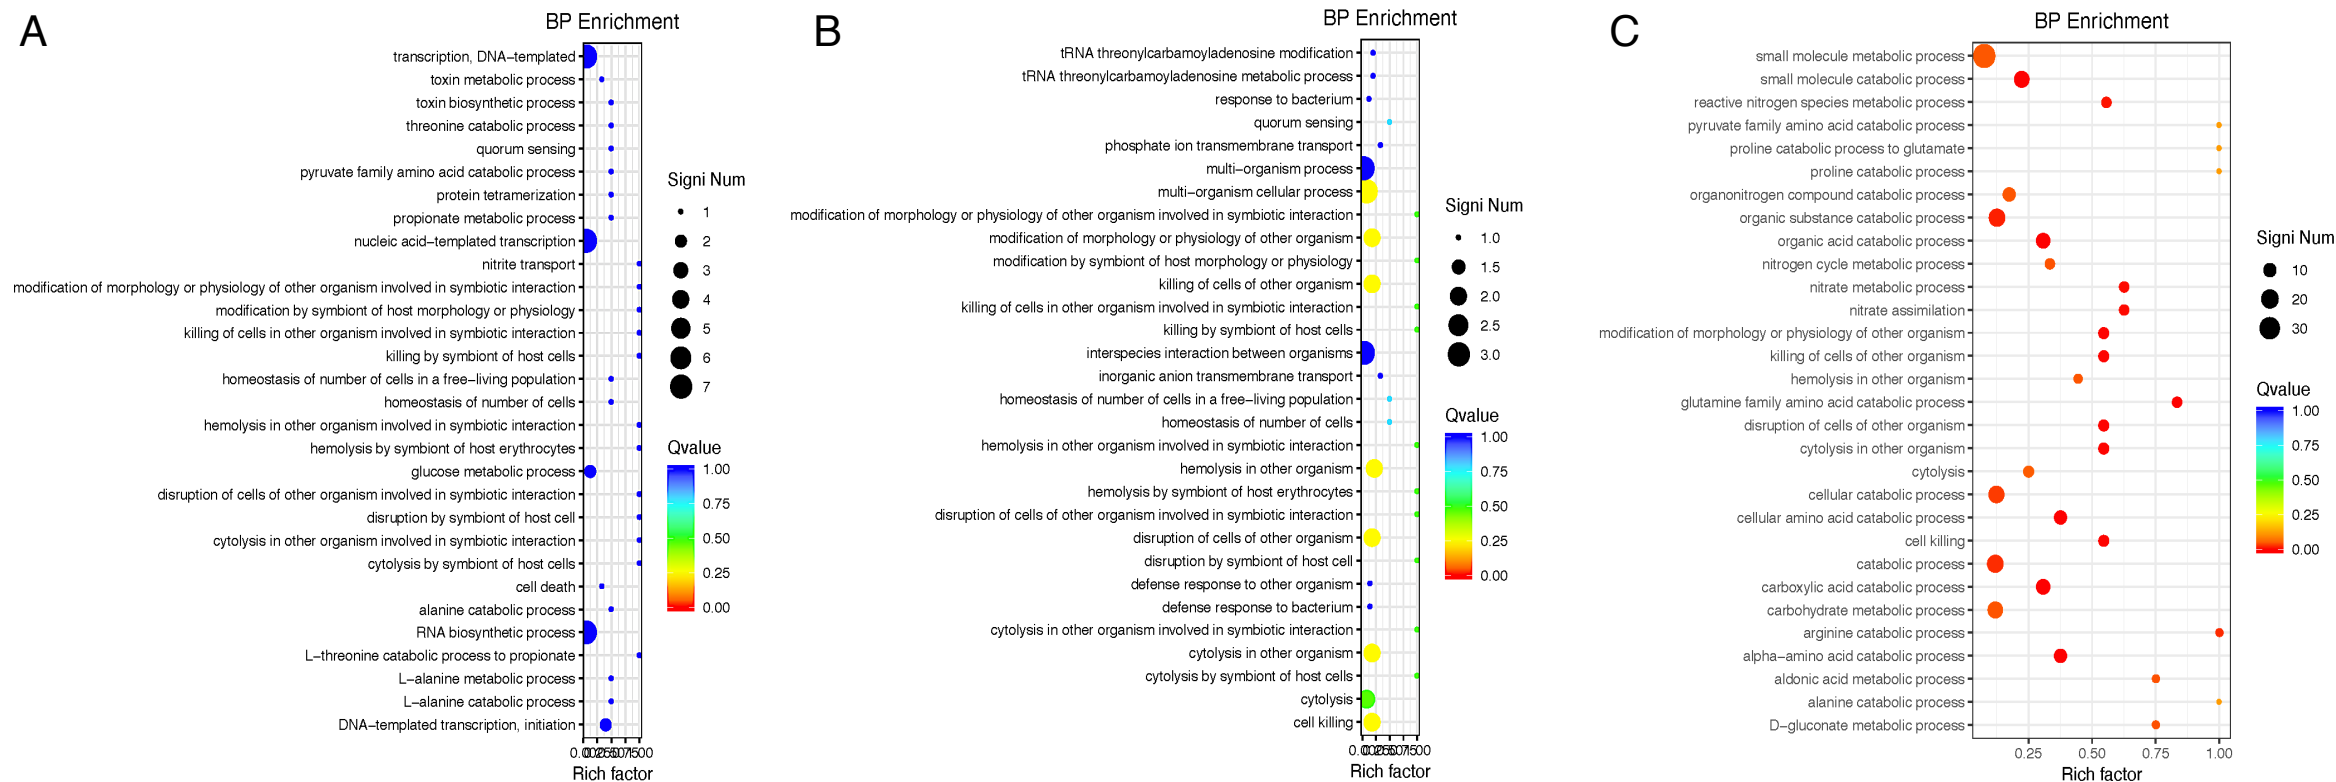 A
BP Enrichment
transcription, DNA−templated
toxin metabolic process
toxin biosynthetic process
threonine catabolic process
quorum sensing
pyruvate family amino acid catabolic process
protein tetramerization
propionate metabolic process
nucleic acid−templated transcription
nitrite transport
modification of morphology or physiology of other organism involved in symbiotic interaction
modification by symbiont of host morphology or physiology
killing of cells in other organism involved in symbiotic interaction
killing by symbiont of host cells
homeostasis of number of cells in a free−living population
homeostasis of number of cells
hemolysis in other organism involved in symbiotic interaction
hemolysis by symbiont of host erythrocytes
glucose metabolic process
disruption of cells of other organism involved in symbiotic interaction
disruption by symbiont of host cell
cytolysis in other organism involved in symbiotic interaction
cytolysis by symbiont of host cells
cell death
alanine catabolic process
RNA biosynthetic process
L−threonine catabolic process to propionate
L−alanine metabolic process
L−alanine catabolic process
DNA−templated transcription, initiation
0.00 0.25 0.50 0.75 1.00
Rich factor
Signi Num
1
2
3
4
5
6
7
Qvalue
1.00
0.75
0.50
0.25
0.00
B
BP Enrichment
tRNA threonylcarbamoyladenosine modification
tRNA threonylcarbamoyladenosine metabolic process
response to bacterium
quorum sensing
phosphate ion transmembrane transport
multi−organism process
multi−organism cellular process
modification of morphology or physiology of other organism involved in symbiotic interaction
modification of morphology or physiology of other organism
modification by symbiont of host morphology or physiology
killing of cells of other organism
killing of cells in other organism involved in symbiotic interaction
killing by symbiont of host cells
interspecies interaction between organisms
inorganic anion transmembrane transport
homeostasis of number of cells in a free−living population
homeostasis of number of cells
hemolysis in other organism involved in symbiotic interaction
hemolysis in other organism
hemolysis by symbiont of host erythrocytes
disruption of cells of other organism involved in symbiotic interaction
disruption of cells of other organism
disruption by symbiont of host cell
defense response to other organism
defense response to bacterium
cytolysis in other organism involved in symbiotic interaction
cytolysis in other organism
cytolysis by symbiont of host cells
cytolysis
cell killing
0.00 0.25 0.50 0.75 1.00
Rich factor
Signi Num
1.0
1.5
2.0
2.5
3.0
Qvalue
1.00
0.75
0.50
0.25
0.00
C
BP Enrichment
small molecule metabolic process
small molecule catabolic process
reactive nitrogen species metabolic process
pyruvate family amino acid catabolic process
proline catabolic process to glutamate
proline catabolic process
organonitrogen compound catabolic process
organic substance catabolic process
organic acid catabolic process
nitrogen cycle metabolic process
nitrate metabolic process
nitrate assimilation
modification of morphology or physiology of other organism
killing of cells of other organism
hemolysis in other organism
glutamine family amino acid catabolic process
disruption of cells of other organism
cytolysis in other organism
cytolysis
cellular catabolic process
cellular amino acid catabolic process
cell killing
catabolic process
carboxylic acid catabolic process
carbohydrate metabolic process
arginine catabolic process
alpha−amino acid catabolic process
aldonic acid metabolic process
alanine catabolic process
D−gluconate metabolic process
0.25 0.50 0.75 1.00
Rich factor
Signi Num
10
20
30
Qvalue
1.00
0.75
0.50
0.25
0.00